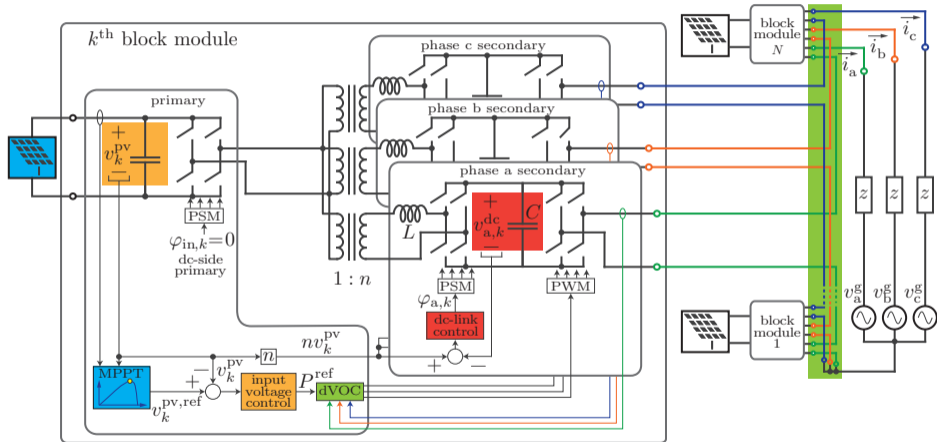 kᵗʰ block module
primary
+
v_k^pv
−
PSM
φ_in,k=0
dc-side
primary
1 : n
phase c secondary
phase b secondary
phase a secondary
L
+
v_a,k^dc
−
C
PSM
PWM
φ_a,k
dc-link
control
+
−
nv_k^pv
n
MPPT
v_k^pv,ref
+
−
v_k^pv
input
voltage
control
P^ref
dVOC
block
module
N
i_c
i_b
i_a
z
z
z
v_a^g
v_b^g
v_c^g
block
module
1